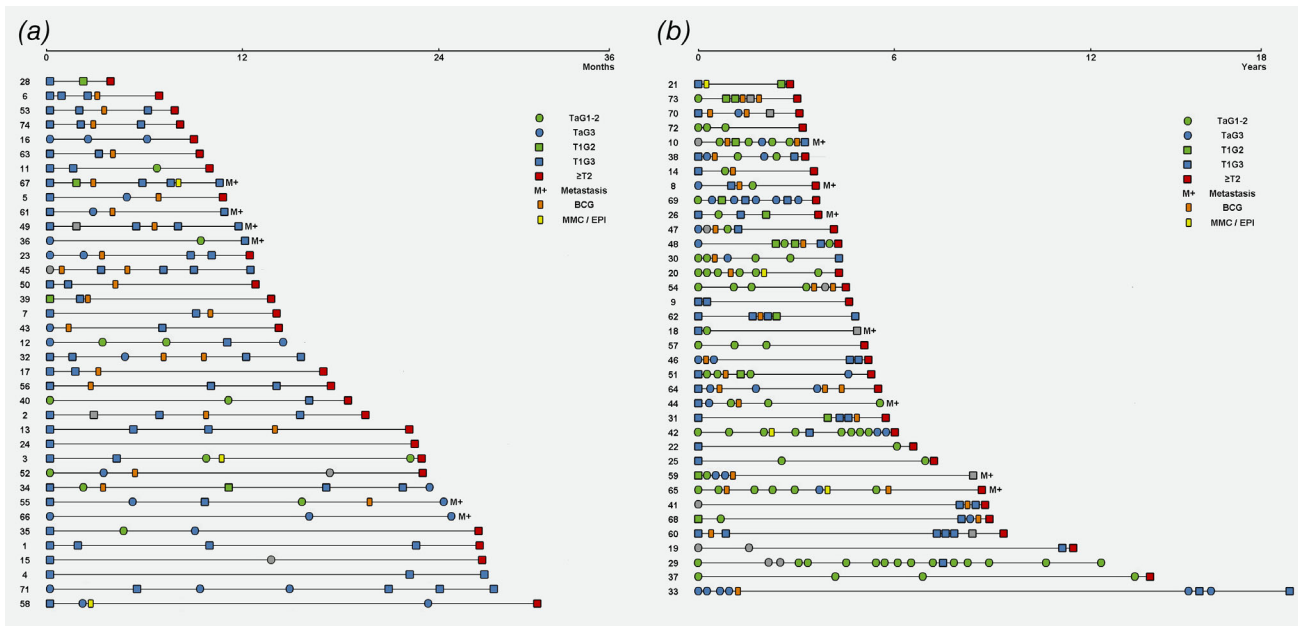 (a)
0 12 24 36
Months
28
6
53
74
16
63
11
67 M+
5
61 M+
49 M+
36 M+
23
45
50
39
7
43
12
32
17
56
40
2
13
24
3
52
34
55 M+
66 M+
35
1
15
4
71
58
TaG1-2
TaG3
T1G2
T1G3
≥T2
M+ Metastasis
BCG
MMC / EPI
(b)
0 6 12 18
Years
21
73
70
72
10 M+
38
14
8 M+
69
26 M+
47
48
30
20
54
9
62
18 M+
57
46
51
64
44 M+
31
42
22
25
59 M+
65 M+
41
68
60
19
29
37
33
TaG1-2
TaG3
T1G2
T1G3
≥T2
M+ Metastasis
BCG
MMC / EPI